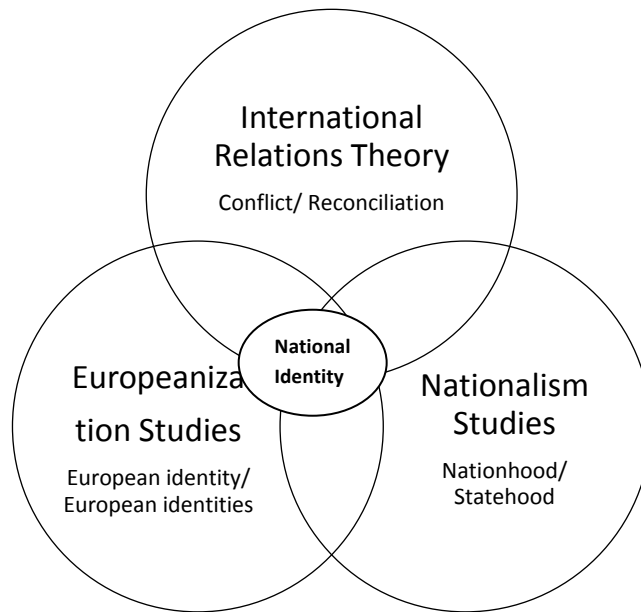 International
Relations Theory
Conflict/ Reconciliation
National
Identity
Europeaniza
tion Studies
European identity/
European identities
Nationalism
Studies
Nationhood/
Statehood